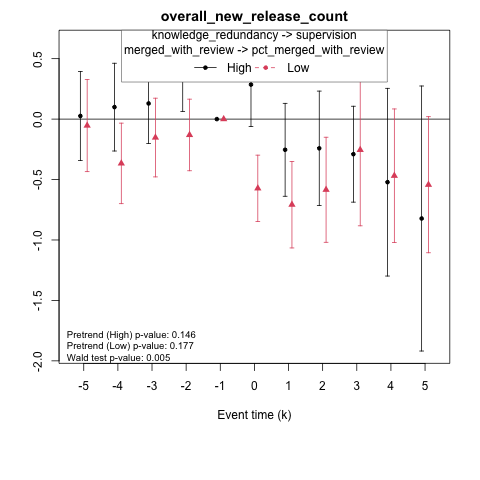 overall_new_release_count
knowledge_redundancy -> supervision
merged_with_review -> pct_merged_with_review
High Low
0.5
0.0
-0.5
-1.0
-1.5
-2.0
Pretrend (High) p-value: 0.146
Pretrend (Low) p-value: 0.177
Wald test p-value: 0.005
-5 -4 -3 -2 -1 0 1 2 3 4 5
Event time (k)